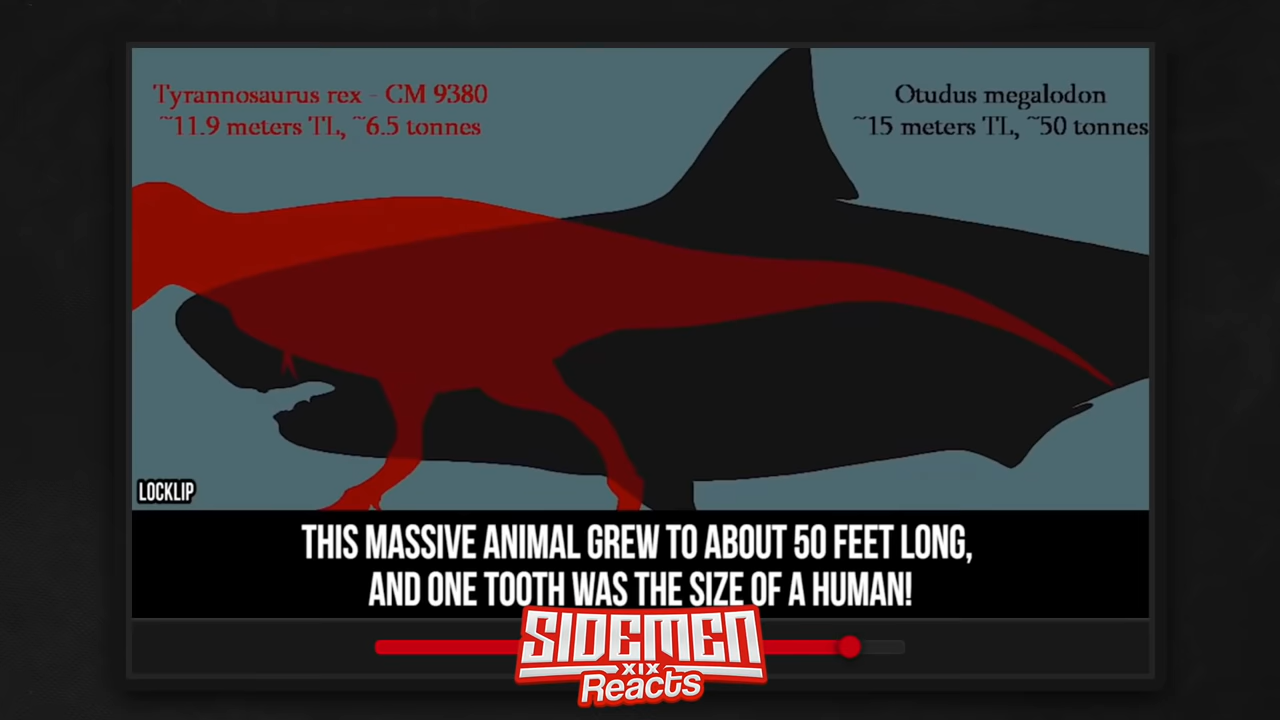 Tyrannosaurus rex - CM 9380
~11.9 meters TL, ~6.5 tonnes
Otudus megalodon
~15 meters TL, ~50 tonnes
LOCKLIP
THIS MASSIVE ANIMAL GREW TO ABOUT 50 FEET LONG,
AND ONE TOOTH WAS THE SIZE OF A HUMAN!
SIDEMEN
XIX
Reacts